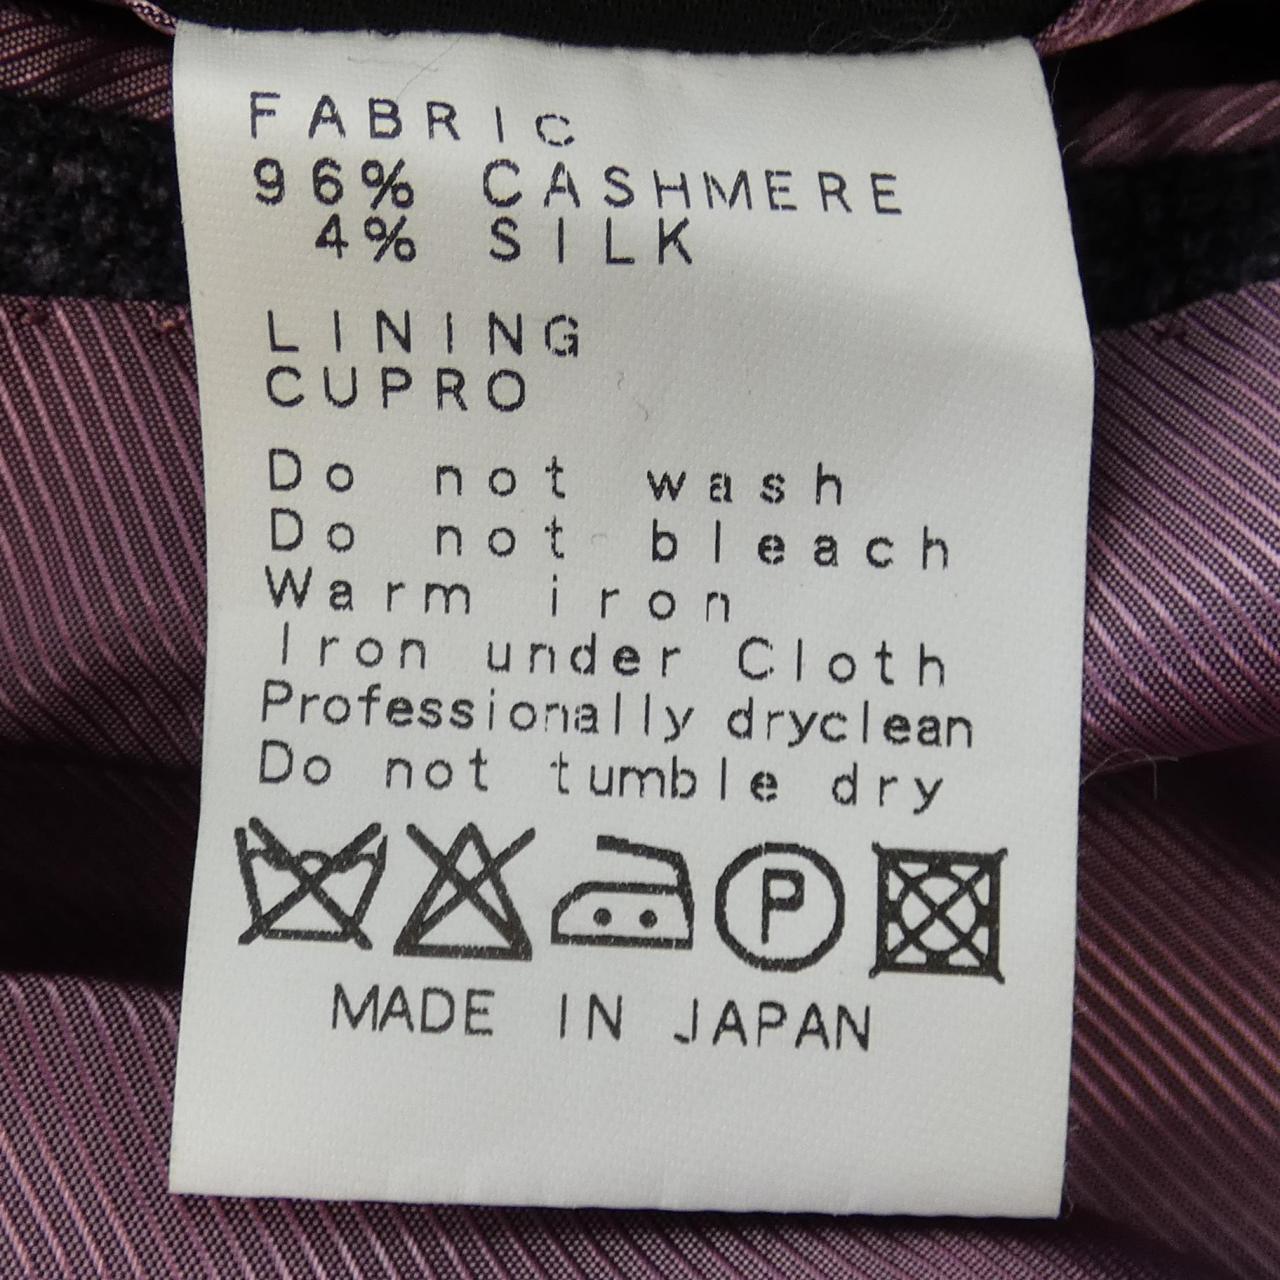 FABRIC
96% CASHMERE
4% SILK
LINING
CUPRO
Do not wash
Do not bleach
Warm iron
Iron under Cloth
Professionally dryclean
Do not tumble dry
P
MADE IN JAPAN